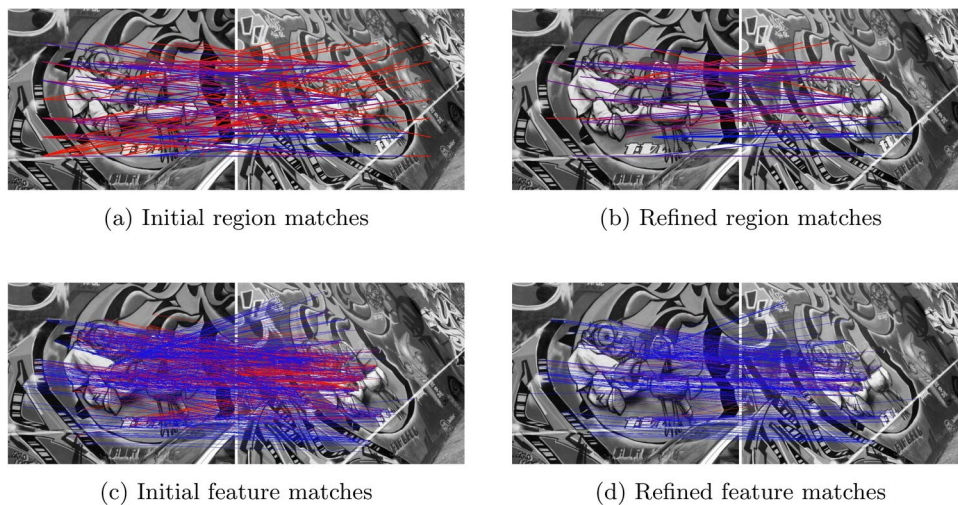 (a) Initial region matches
(b) Refined region matches
(c) Initial feature matches
(d) Refined feature matches